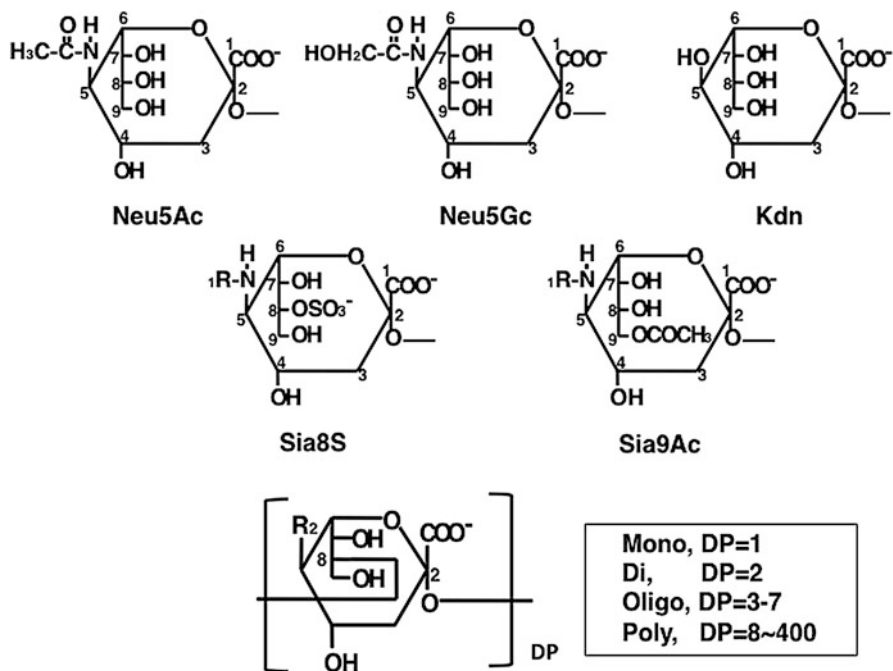 O H 6 O
H₃C-C-N 7 OH 1 COO⁻
8 OH 2
5 9 OH O
4 3
OH
Neu5Ac
O H 6 O
HOH₂C-C-N 7 OH 1 COO⁻
8 OH 2
5 9 OH O
4 3
OH
Neu5Gc
6 O
HO 7 OH 1 COO⁻
5 8 OH 2
9 OH O
4 3
OH
Kdn
H 6 O
₁R-N 7 OH 1 COO⁻
8 OSO₃⁻ 2
5 9 OH O
4 3
OH
Sia8S
H 6 O
₁R-N 7 OH 1 COO⁻
8 OH 2
5 9 OCOCH₃ O
4 3
OH
Sia9Ac
R₂ O COO⁻
OH
8 2
OH O
OH DP
Mono, DP=1
Di, DP=2
Oligo, DP=3-7
Poly, DP=8~400